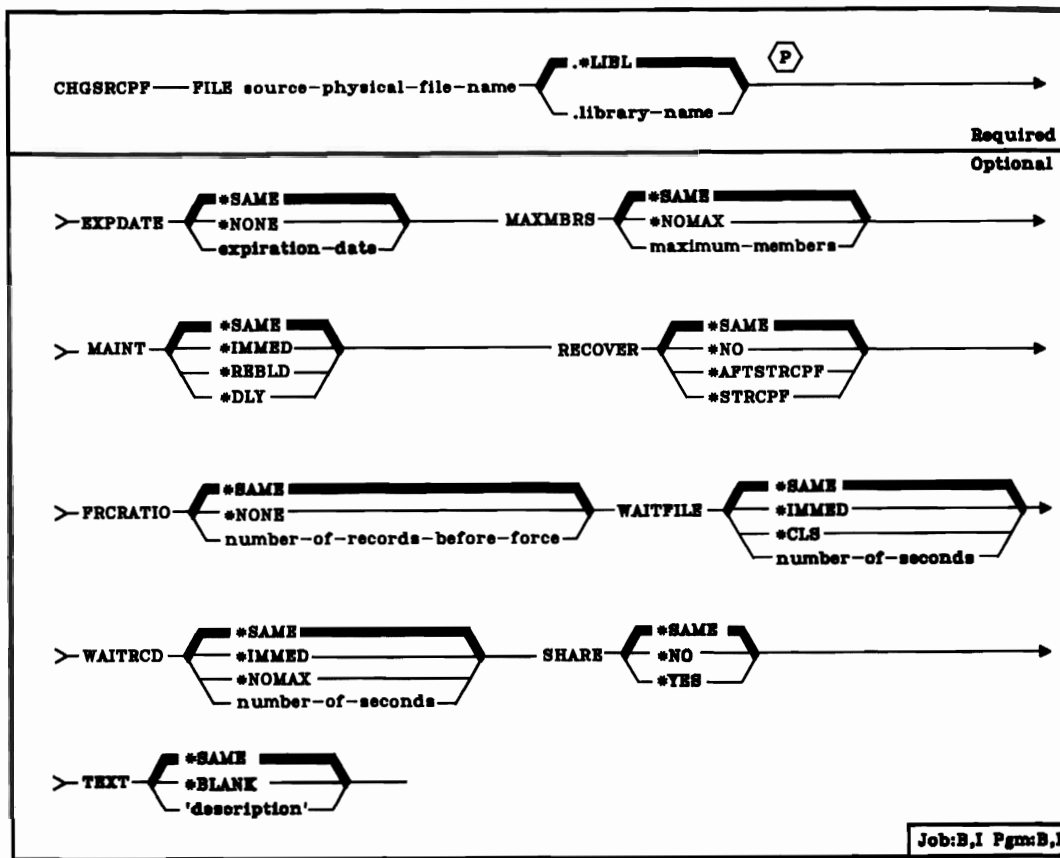 .*LIBL
P
CHGSRCPF FILE source-physical-file-name
.library-name
Required
Optional
*SAME *SAME
EXPDATE *NONE MAXMBRS *NOMAX
expiration-date maximum-members
*SAME *SAME
MAINT *IMMED RECOVER *NO
*REBLD *AFTSTRCPF
*DLY *STRCPF
*SAME *SAME
FRCRATIO *NONE WAITFILE *IMMED
number-of-records-before-force *CLS
number-of-seconds
*SAME *SAME
WAITRCD *IMMED SHARE *NO
*NOMAX *YES
number-of-seconds
*SAME
TEXT *BLANK
'description'
Job:B,I Pgm:B,